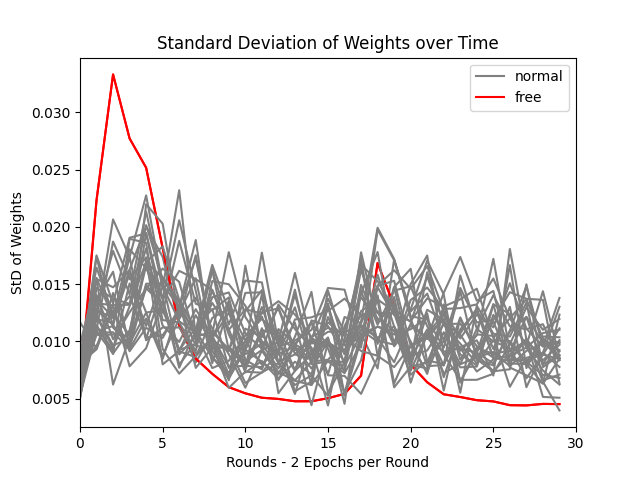 Standard Deviation of Weights over Time
normal
free
StD of Weights
0.030
0.025
0.020
0.015
0.010
0.005
0
5
10
15
20
25
30
Rounds - 2 Epochs per Round